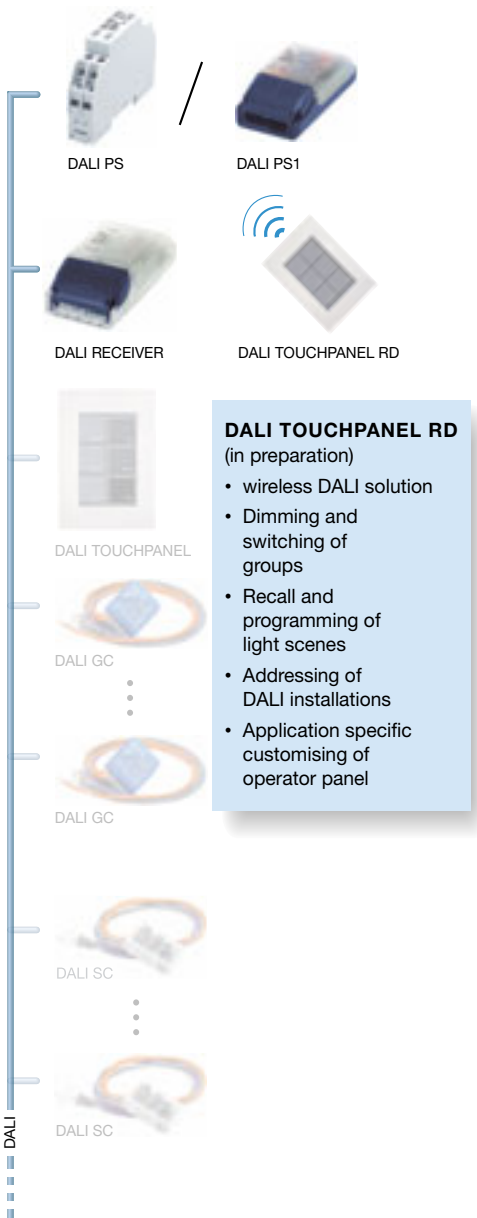 DALI PS
/
DALI PS1
DALI RECEIVER
DALI TOUCHPANEL RD
DALI TOUCHPANEL RD
(in preparation)
• wireless DALI solution
• Dimming and
switching of
groups
• Recall and
programming of
light scenes
• Addressing of
DALI installations
• Application specific
customising of
operator panel
DALI TOUCHPANEL
DALI GC
DALI GC
DALI SC
DALI SC
DALI